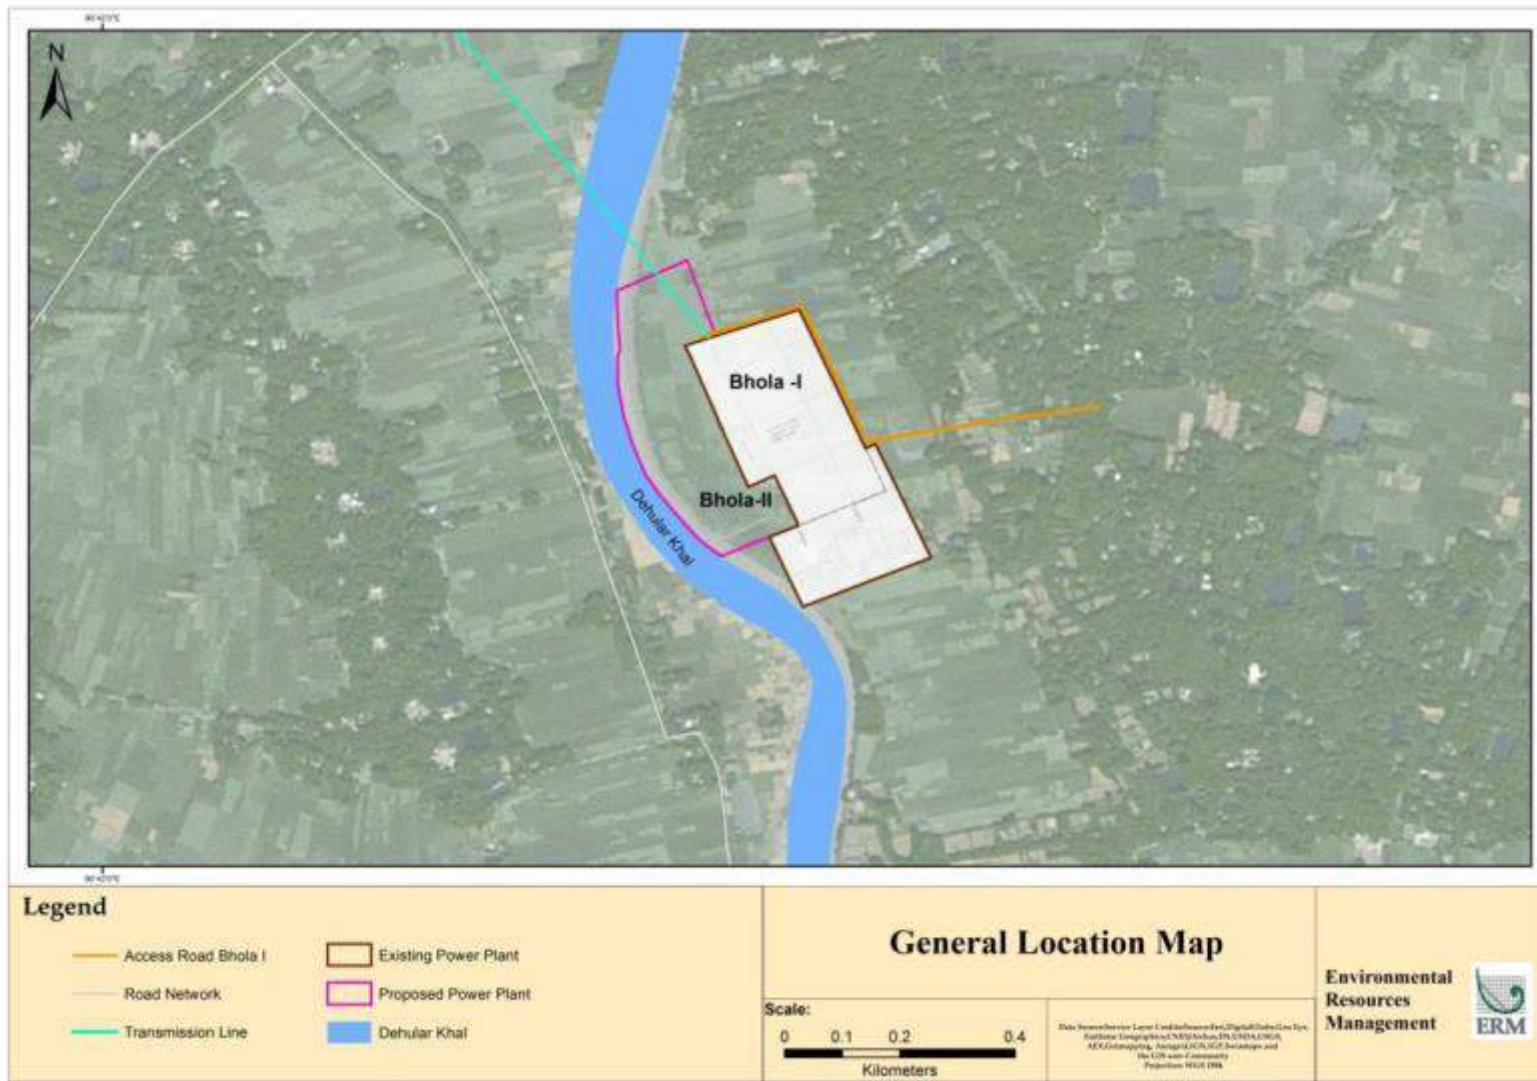 N
Bhola -I
Bhola-II
Dehular Khal
Legend
Access Road Bhola I
Road Network
Transmission Line
Existing Power Plant
Proposed Power Plant
Dehular Khal
General Location Map
Scale:
0 0.1 0.2 0.4
Kilometers
Environmental
Resources
Management
ERM